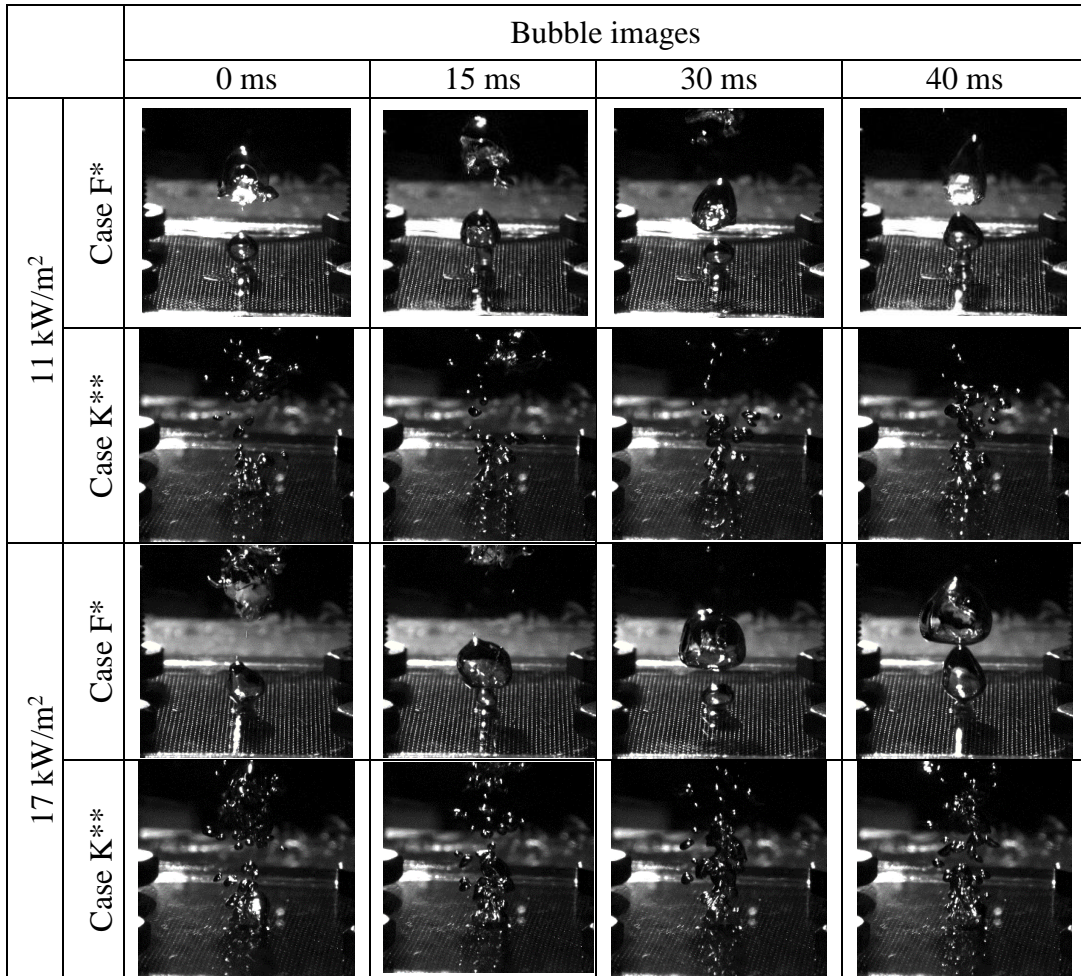 Bubble images
0 ms
15 ms
30 ms
40 ms
11 kW/m²
Case F*
Case K**
17 kW/m²
Case F*
Case K**